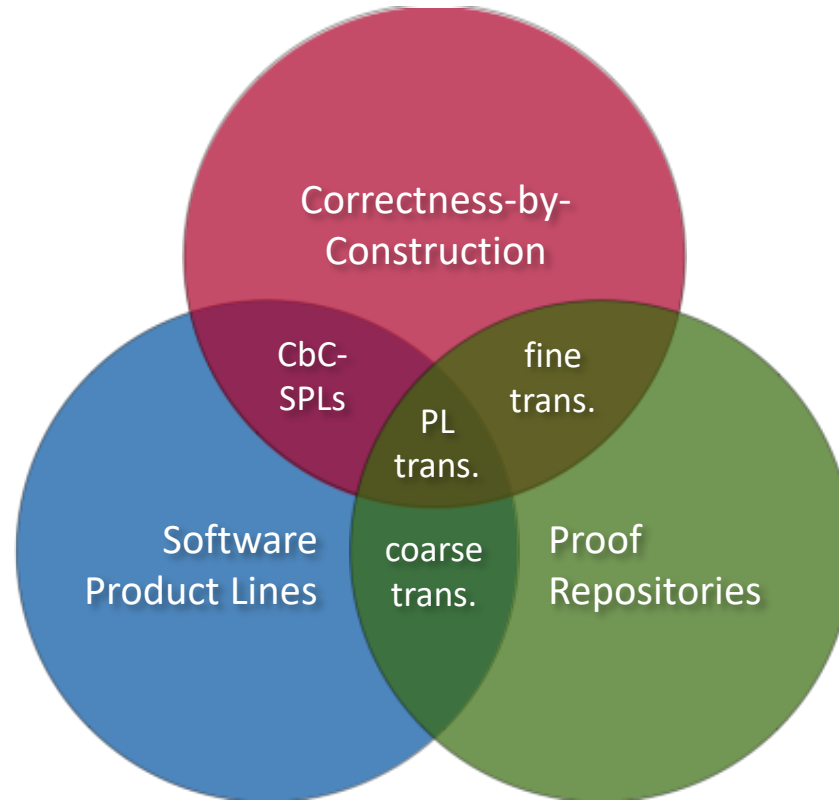 Correctness-by-
Construction
CbC-
SPLs
fine
trans.
PL
trans.
Software
Product Lines
coarse
trans.
Proof
Repositories